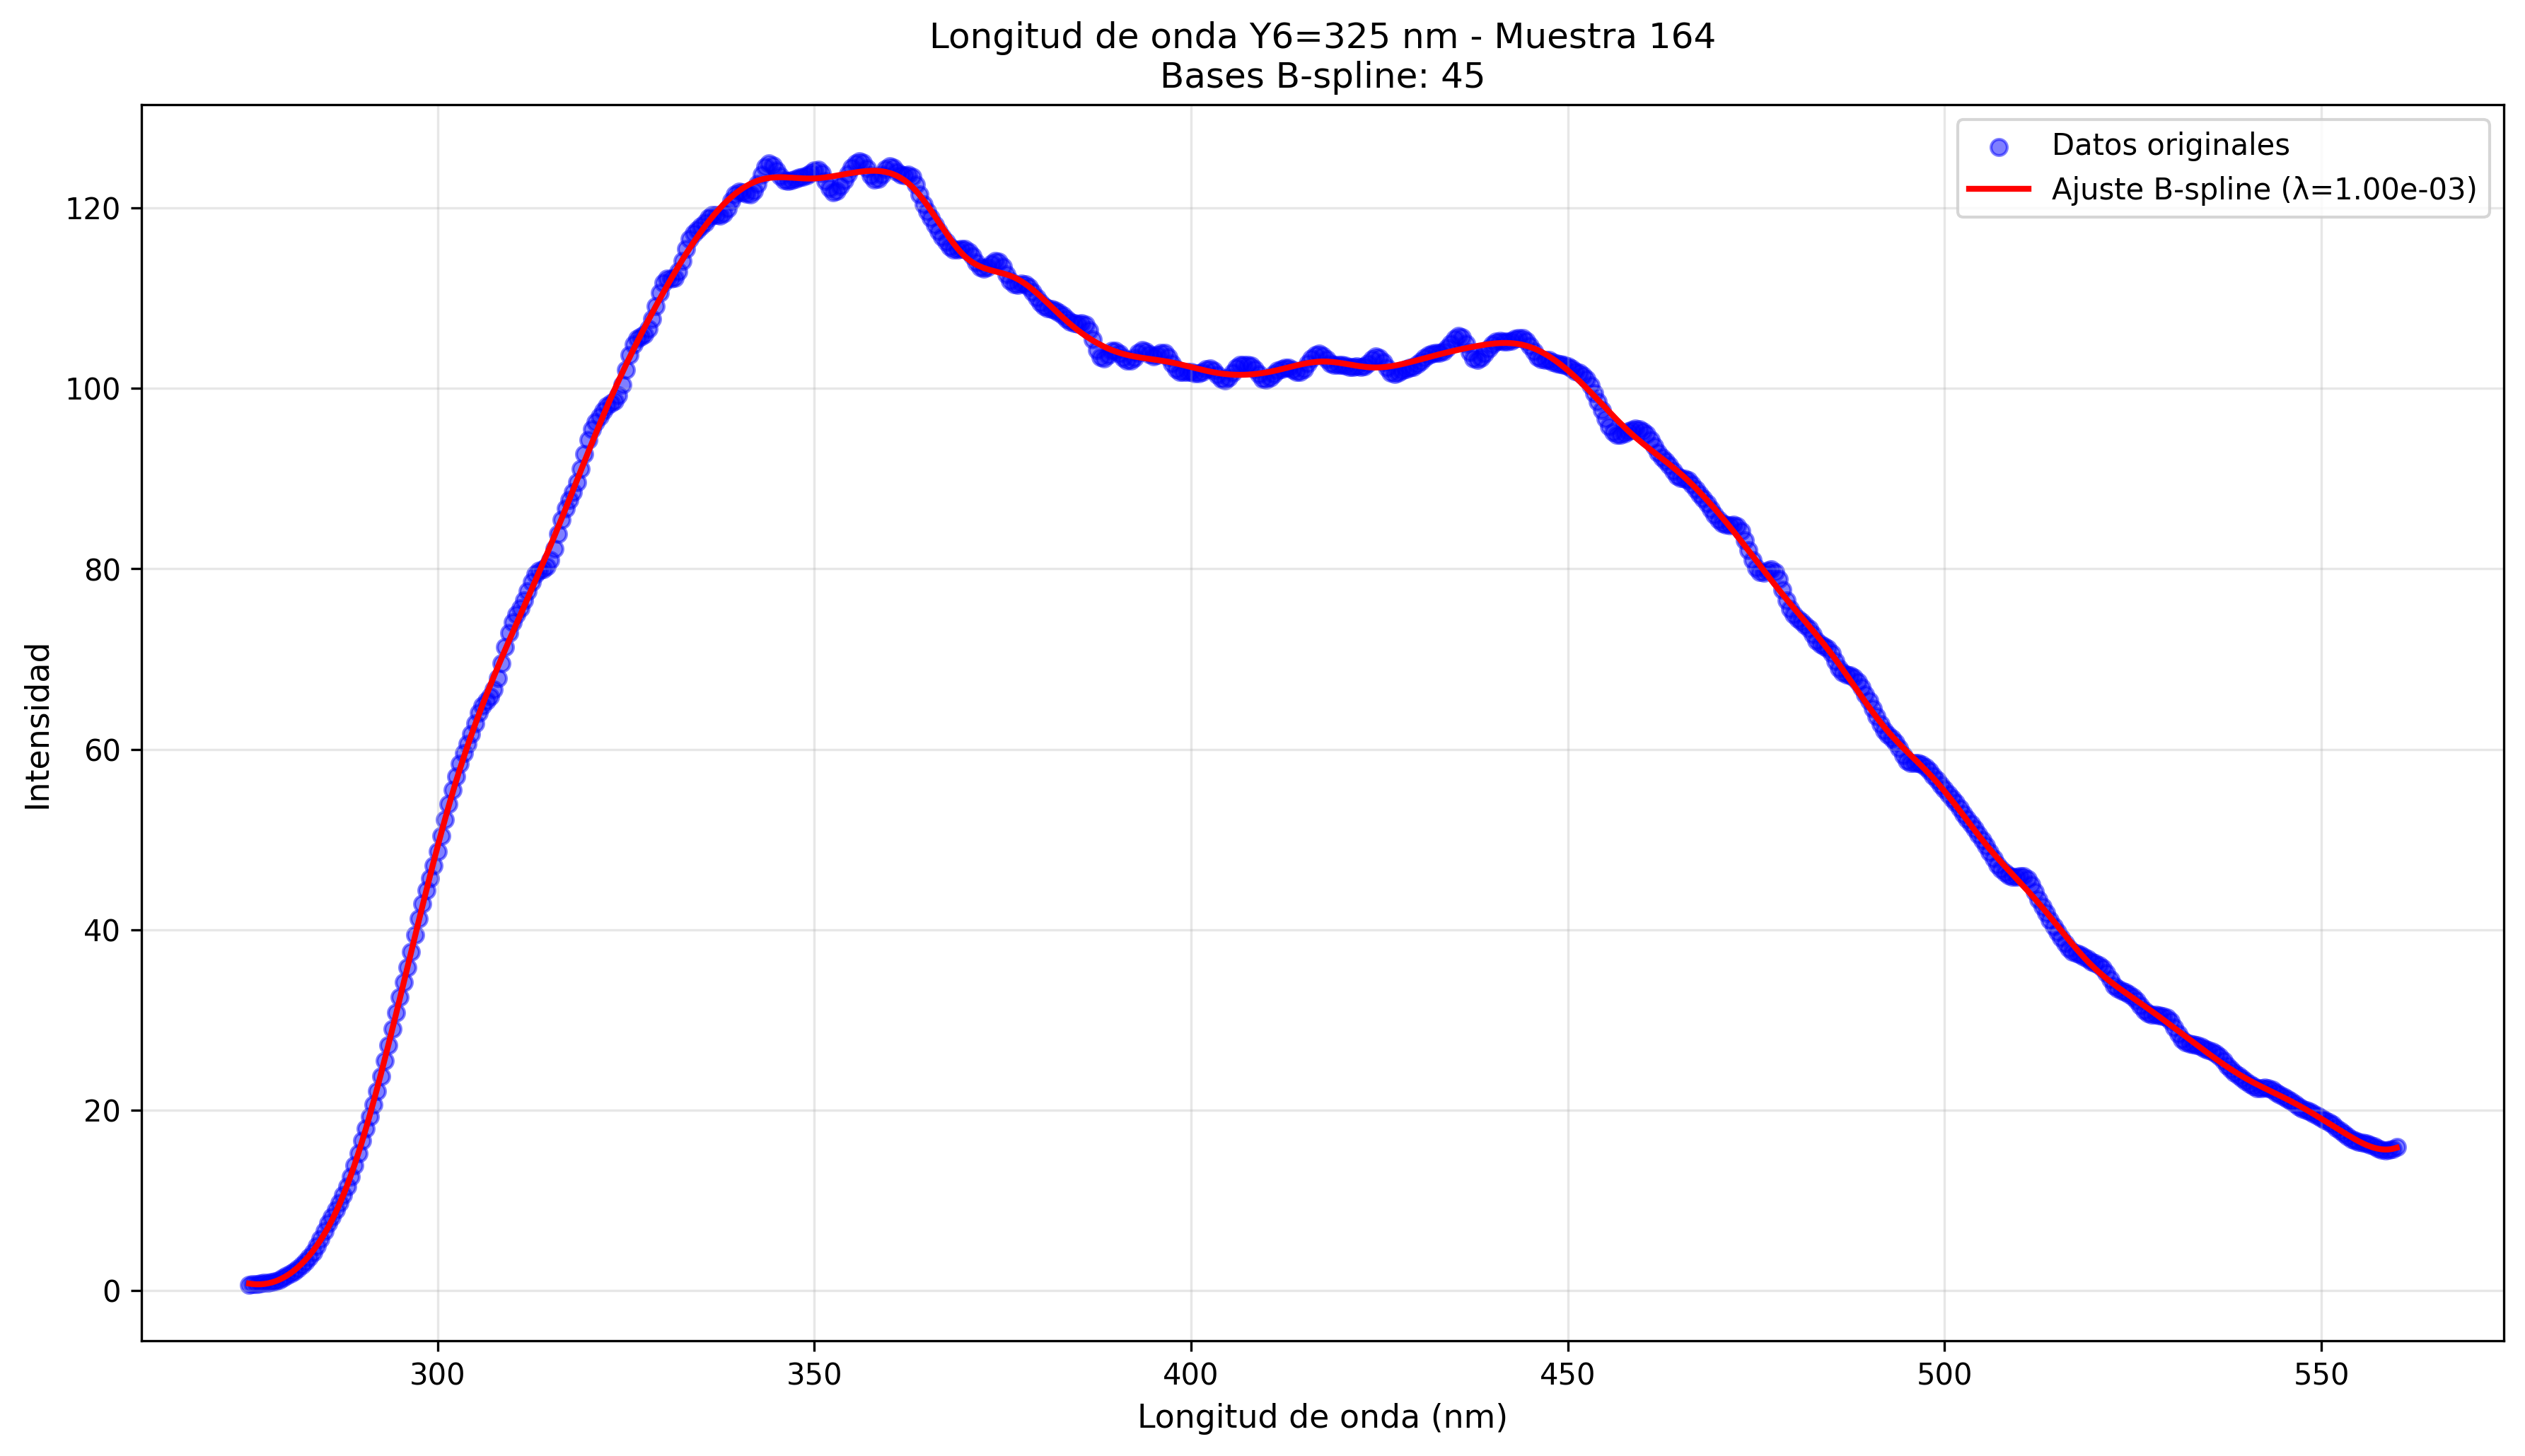 Longitud de onda Y6=325 nm - Muestra 164
Bases B-spline: 45
Datos originales
Ajuste B-spline (λ=1.00e-03)
Intensidad
120
100
80
60
40
20
0
300 350 400 450 500 550
Longitud de onda (nm)